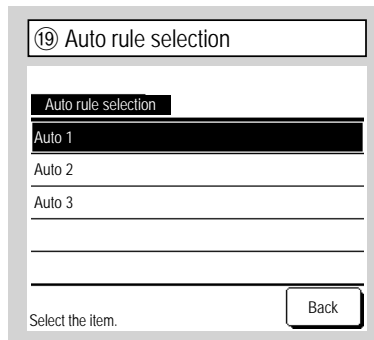 ⑲ Auto rule selection
Auto rule selection
Auto 1
Auto 2
Auto 3
Select the item.
Back